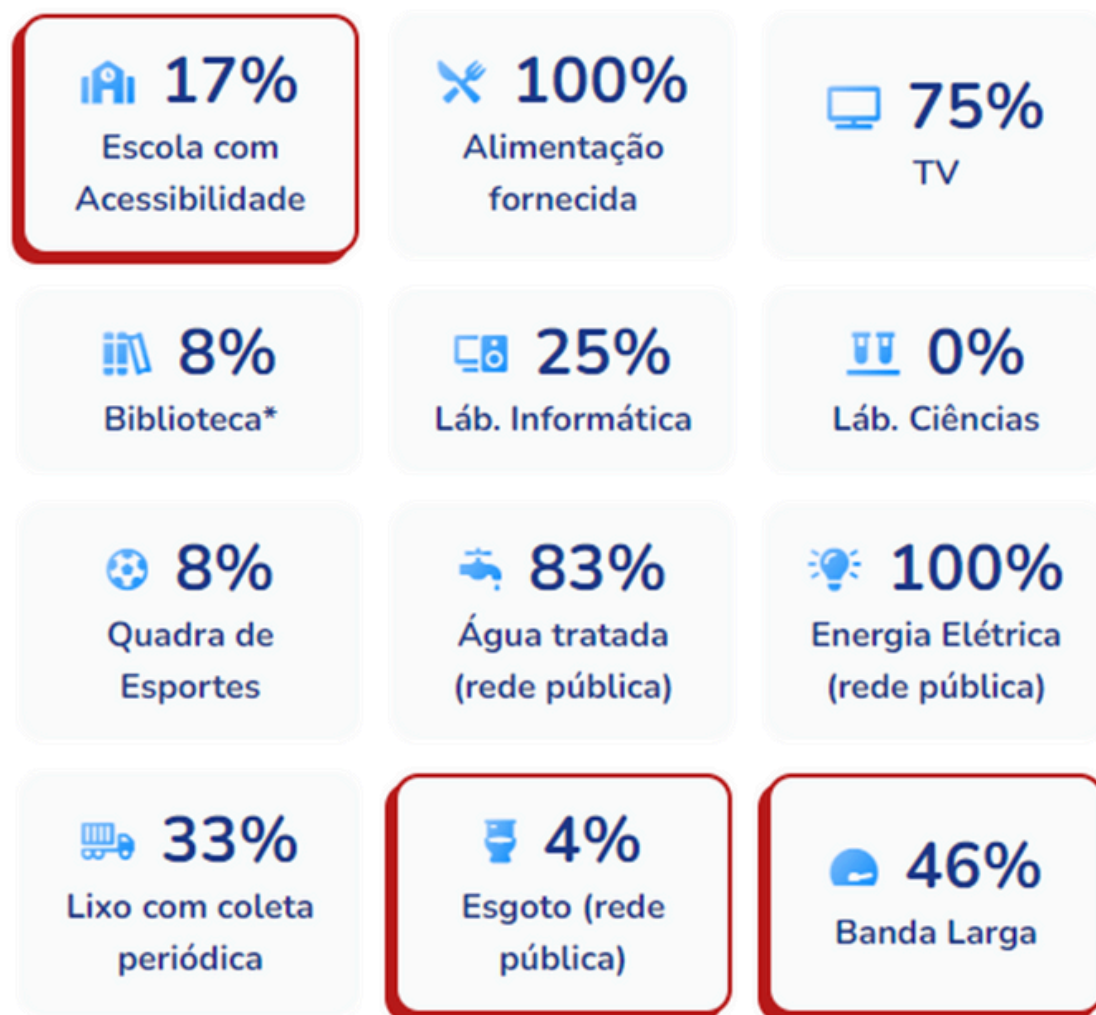 17%
Escola com
Acessibilidade
100%
Alimentação
fornecida
75%
TV
8%
Biblioteca*
25%
Láb. Informática
0%
Láb. Ciências
8%
Quadra de
Esportes
83%
Água tratada
(rede pública)
100%
Energia Elétrica
(rede pública)
33%
Lixo com coleta
periódica
4%
Esgoto (rede
pública)
46%
Banda Larga